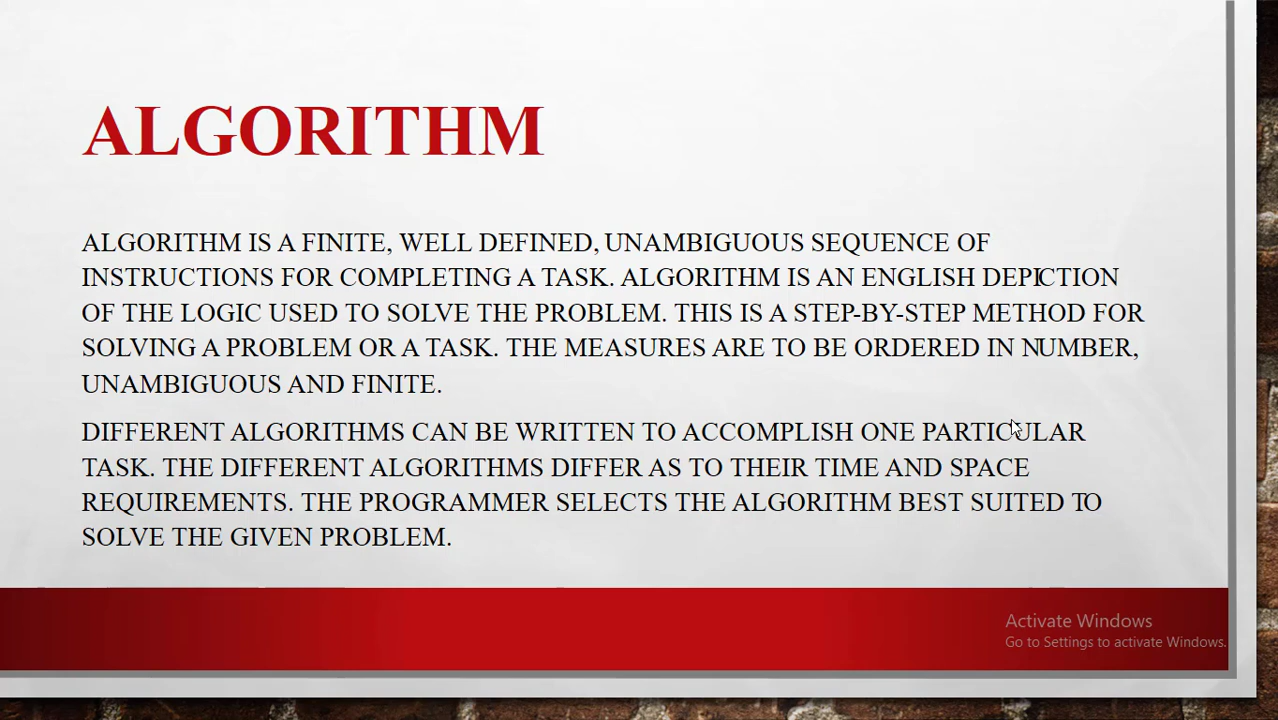 ALGORITHM
ALGORITHM IS A FINITE, WELL DEFINED, UNAMBIGUOUS SEQUENCE OF
INSTRUCTIONS FOR COMPLETING A TASK. ALGORITHM IS AN ENGLISH DEPICTION
OF THE LOGIC USED TO SOLVE THE PROBLEM. THIS IS A STEP-BY-STEP METHOD FOR
SOLVING A PROBLEM OR A TASK. THE MEASURES ARE TO BE ORDERED IN NUMBER,
UNAMBIGUOUS AND FINITE.
DIFFERENT ALGORITHMS CAN BE WRITTEN TO ACCOMPLISH ONE PARTICULAR
TASK. THE DIFFERENT ALGORITHMS DIFFER AS TO THEIR TIME AND SPACE
REQUIREMENTS. THE PROGRAMMER SELECTS THE ALGORITHM BEST SUITED TO
SOLVE THE GIVEN PROBLEM.
Activate Windows
Go to Settings to activate Windows.